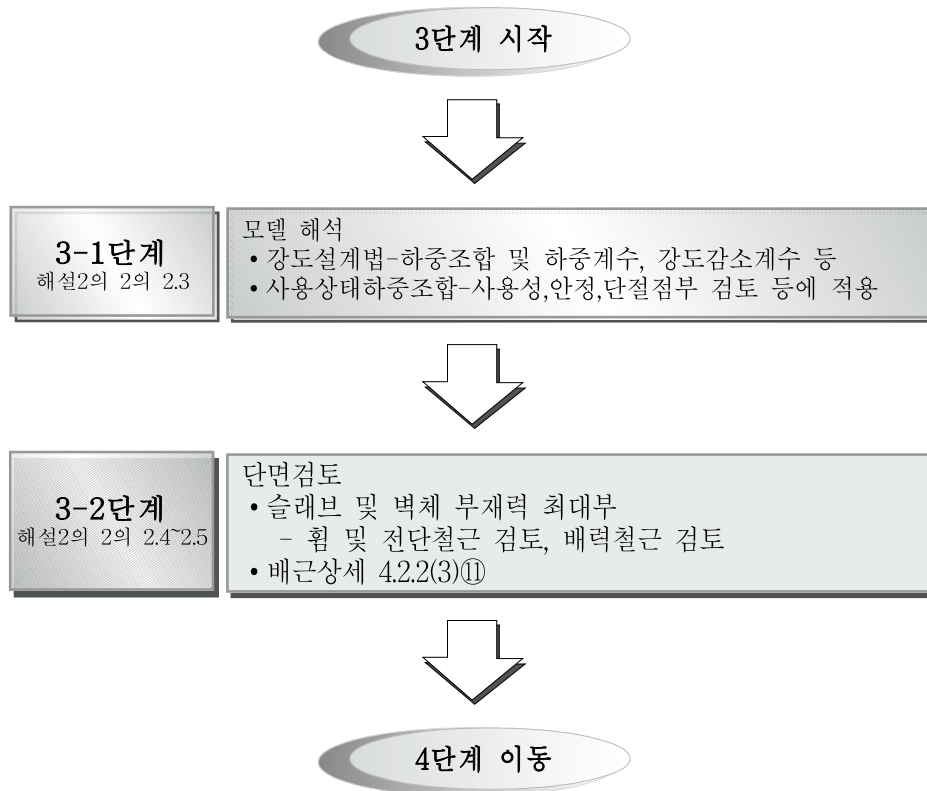 3단계 시작
3-1단계
해설2의 2의 2.3
모델 해석
• 강도설계법-하중조합 및 하중계수, 강도감소계수 등
• 사용상태하중조합-사용성,안정,단절점부 검토 등에 적용
3-2단계
해설2의 2의 2.4~2.5
단면검토
• 슬래브 및 벽체 부재력 최대부
- 휨 및 전단철근 검토, 배력철근 검토
• 배근상세 4.2.2(3)⑪
4단계 이동